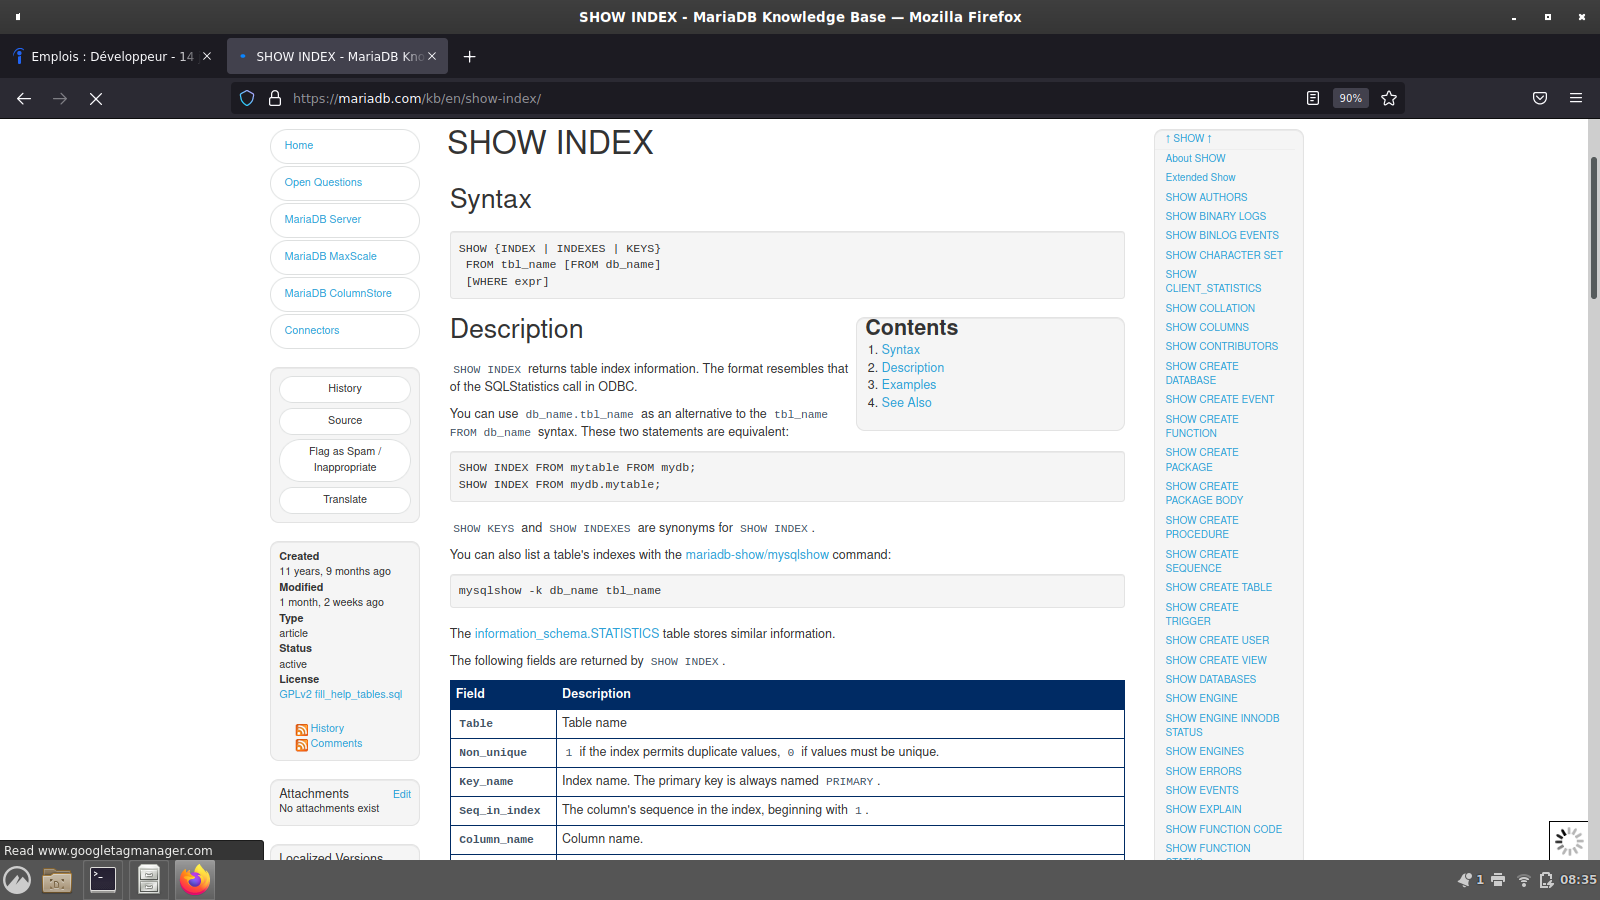 SHOW INDEX - MariaDB Knowledge Base — Mozilla Firefox
Emplois : Développeur - 14
SHOW INDEX - MariaDB Kno
https://mariadb.com/kb/en/show-index/
90%
Home
Open Questions
MariaDB Server
MariaDB MaxScale
MariaDB ColumnStore
Connectors
History
Source
Flag as Spam /
Inappropriate
Translate
Created
11 years, 9 months ago
Modified
1 month, 2 weeks ago
Type
article
Status
active
License
GPLv2 fill_help_tables.sql
History
Comments
Attachments
Edit
No attachments exist
Localized Versions
SHOW INDEX
Syntax
SHOW {INDEX | INDEXES | KEYS}
FROM tbl_name [FROM db_name]
[WHERE expr]
Description
SHOW INDEX returns table index information. The format resembles that
of the SQLStatistics call in ODBC.
You can use db_name.tbl_name as an alternative to the tbl_name
FROM db_name syntax. These two statements are equivalent:
Contents
1. Syntax
2. Description
3. Examples
4. See Also
SHOW INDEX FROM mytable FROM mydb;
SHOW INDEX FROM mydb.mytable;
SHOW KEYS and SHOW INDEXES are synonyms for SHOW INDEX.
You can also list a table's indexes with the mariadb-show/mysqlshow command:
mysqlshow -k db_name tbl_name
The information_schema.STATISTICS table stores similar information.
The following fields are returned by SHOW INDEX.
Field Description
Table Table name
Non_unique 1 if the index permits duplicate values, 0 if values must be unique.
Key_name Index name. The primary key is always named PRIMARY.
Seq_in_index The column's sequence in the index, beginning with 1.
Column_name Column name.
↑ SHOW ↑
About SHOW
Extended Show
SHOW AUTHORS
SHOW BINARY LOGS
SHOW BINLOG EVENTS
SHOW CHARACTER SET
SHOW
CLIENT_STATISTICS
SHOW COLLATION
SHOW COLUMNS
SHOW CONTRIBUTORS
SHOW CREATE
DATABASE
SHOW CREATE EVENT
SHOW CREATE
FUNCTION
SHOW CREATE
PACKAGE
SHOW CREATE
PACKAGE BODY
SHOW CREATE
PROCEDURE
SHOW CREATE
SEQUENCE
SHOW CREATE TABLE
SHOW CREATE
TRIGGER
SHOW CREATE USER
SHOW CREATE VIEW
SHOW DATABASES
SHOW ENGINE
SHOW ENGINE INNODB
STATUS
SHOW ENGINES
SHOW ERRORS
SHOW EVENTS
SHOW EXPLAIN
SHOW FUNCTION CODE
SHOW FUNCTION
STATUS
Read www.googletagmanager.com
1
08:35